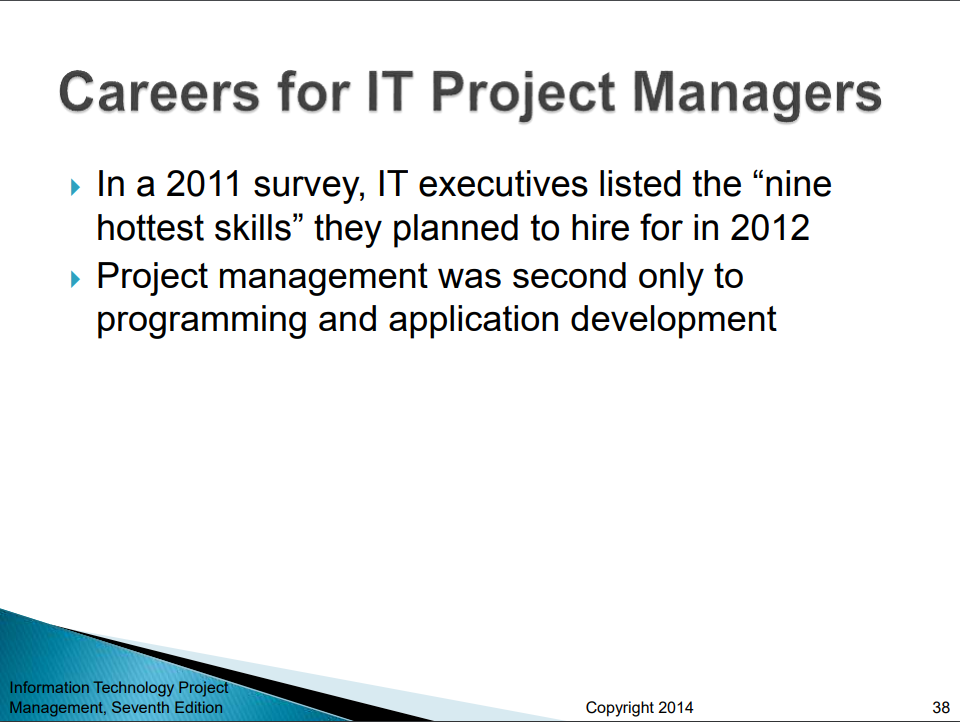 Careers for IT Project Managers
In a 2011 survey, IT executives listed the “nine
hottest skills” they planned to hire for in 2012
Project management was second only to
programming and application development
Information Technology Project
Management, Seventh Edition
Copyright 2014
38